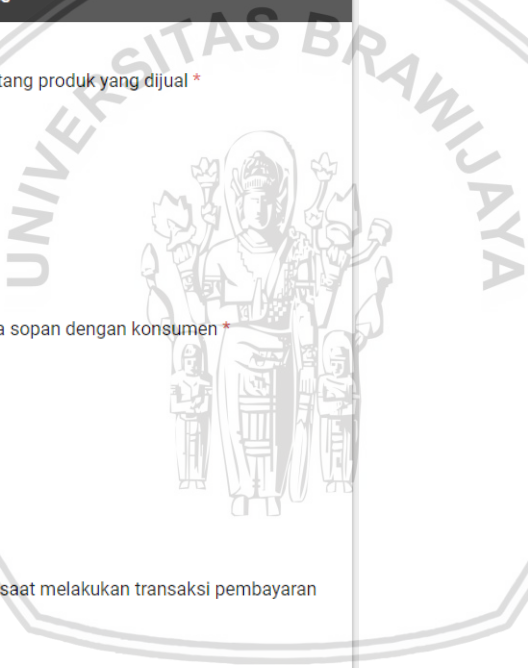 UNIVERSITAS BRAWIJAYA
tang produk yang dijual *
a sopan dengan konsumen *
saat melakukan transaksi pembayaran